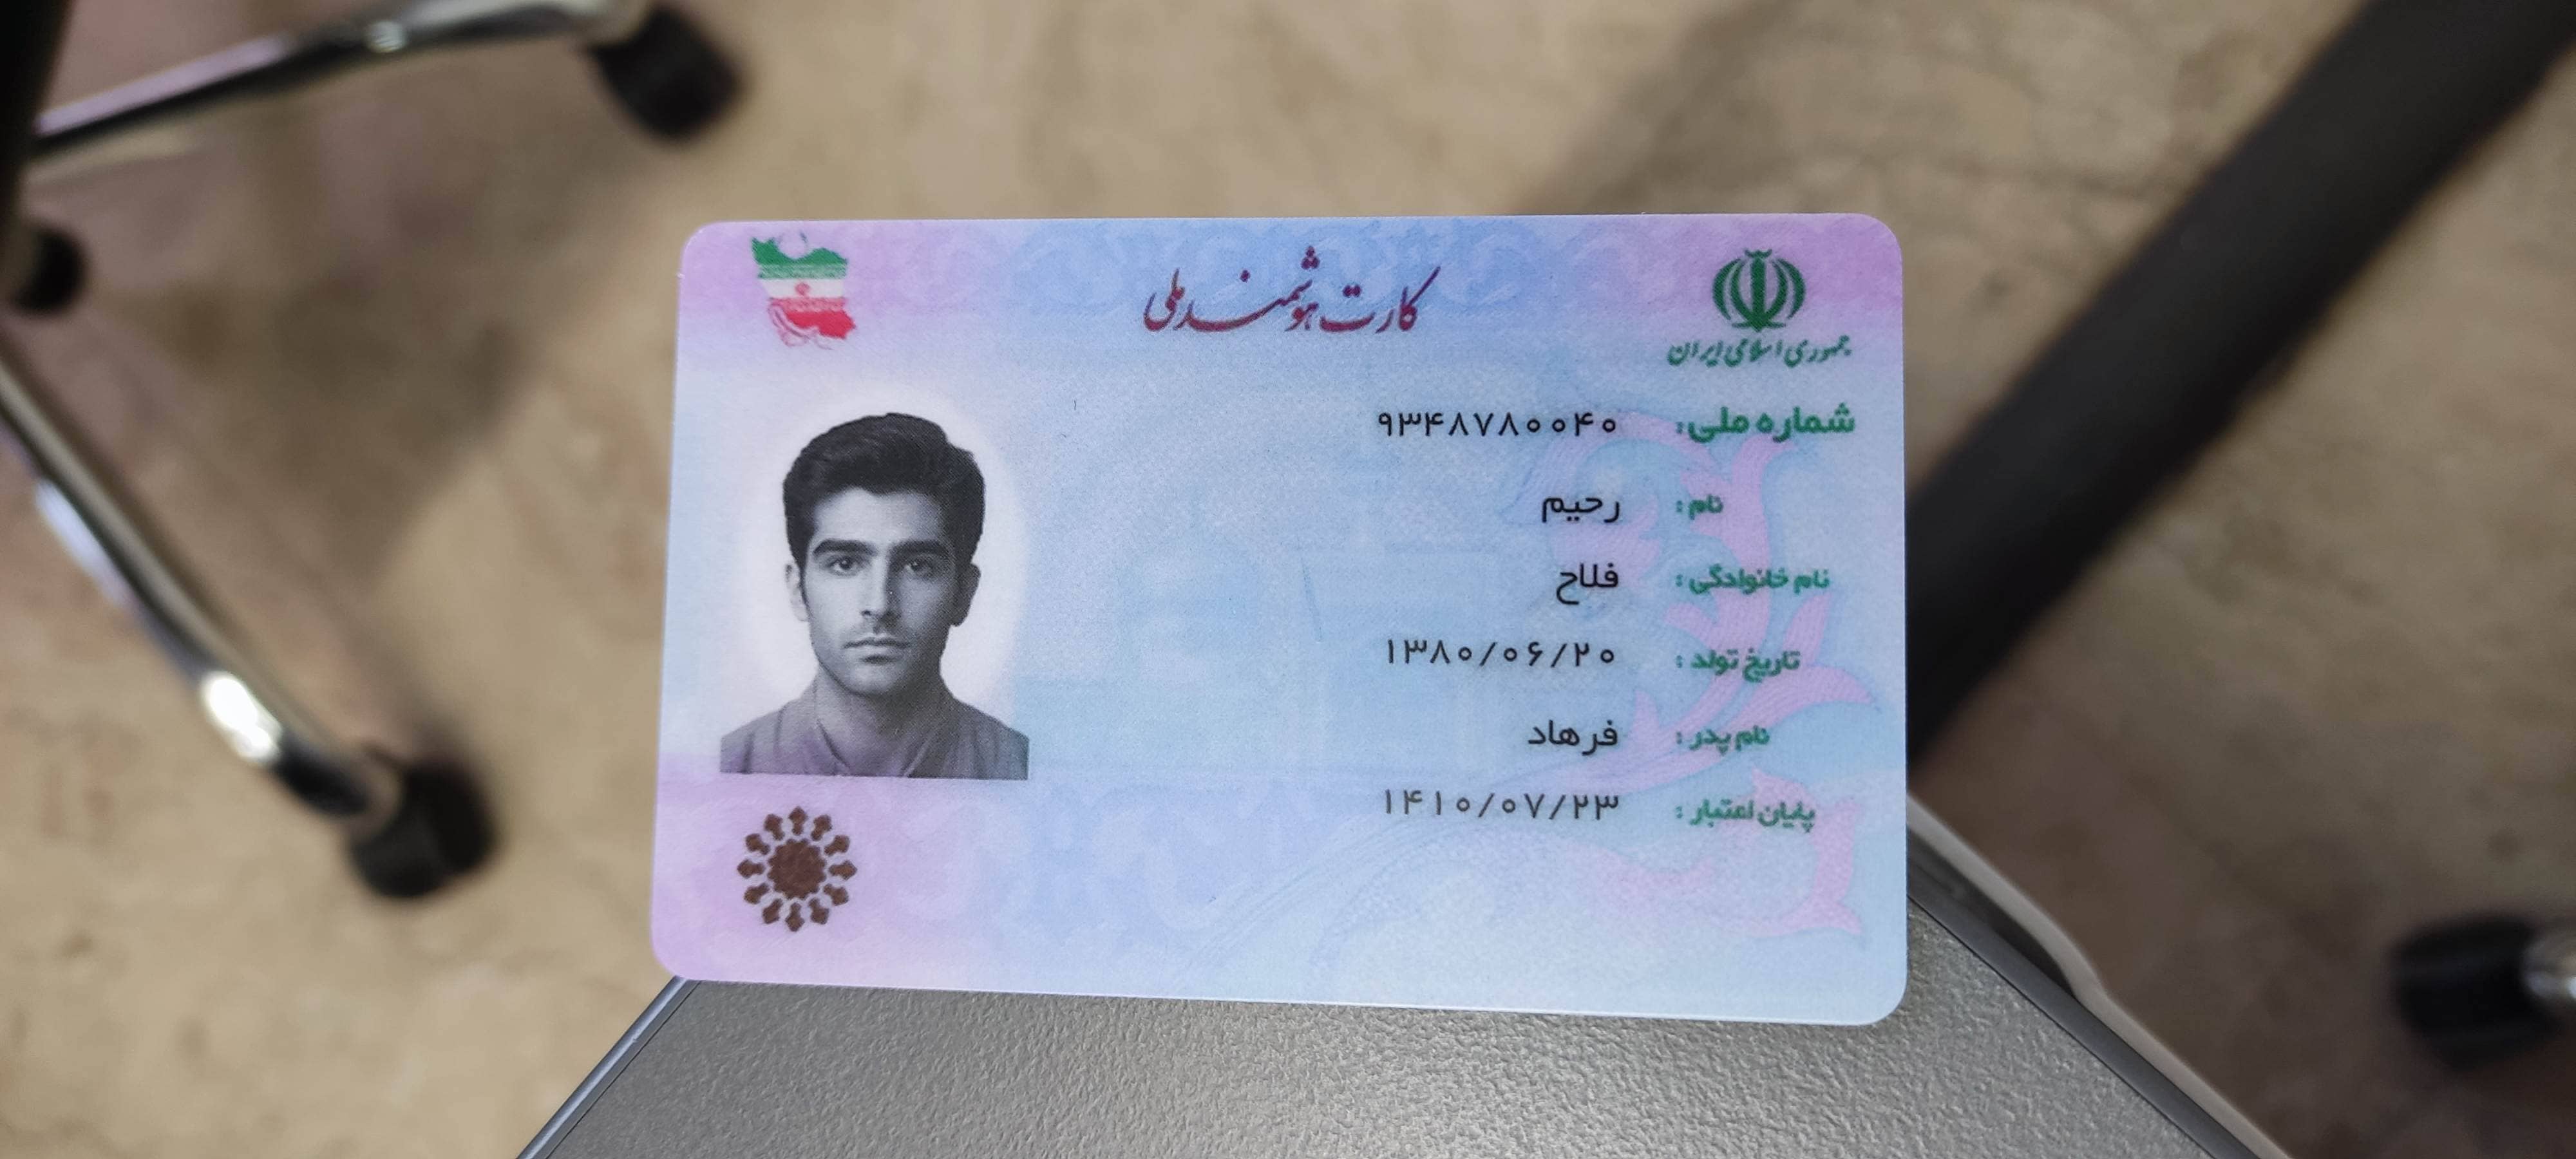 کارت هوشمند ملی
جمهوری اسلامی ایران
شماره ملی: ۹۳۴۸۷۸۰۰۴۰
نام: رحیم
نام خانوادگی: فلاح
تاریخ تولد: ۱۳۸۰/۰۶/۲۰
نام پدر: فرهاد
پایان اعتبار: ۱۴۱۰/۰۷/۲۳